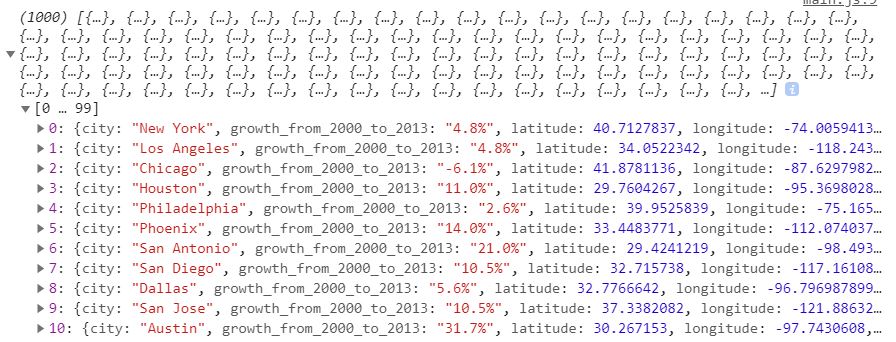 main.js:9
(1000) [{…}, {…}, {…}, {…}, {…}, {…}, {…}, {…}, {…}, {…}, {…}, {…}, {…}, {…}, {…}, {…}, {…}, {…}, {…},
{…}, {…}, {…}, {…}, {…}, {…}, {…}, {…}, {…}, {…}, {…}, {…}, {…}, {…}, {…}, {…}, {…}, {…}, {…}, {…}, {…},
{…}, {…}, {…}, {…}, {…}, {…}, {…}, {…}, {…}, {…}, {…}, {…}, {…}, {…}, {…}, {…}, {…}, {…}, {…}, {…}, {…},
{…}, {…}, {…}, {…}, {…}, {…}, {…}, {…}, {…}, {…}, {…}, {…}, {…}, {…}, {…}, {…}, {…}, {…}, {…}, {…}, {…},
{…}, {…}, {…}, {…}, {…}, {…}, {…}, {…}, {…}, {…}, {…}, {…}, {…}, {…}, {…}, {…}, {…}, {…}, …] i
▼[0 … 99]
▶0: {city: "New York", growth_from_2000_to_2013: "4.8%", latitude: 40.7127837, longitude: -74.0059413…
▶1: {city: "Los Angeles", growth_from_2000_to_2013: "4.8%", latitude: 34.0522342, longitude: -118.243…
▶2: {city: "Chicago", growth_from_2000_to_2013: "-6.1%", latitude: 41.8781136, longitude: -87.6297982…
▶3: {city: "Houston", growth_from_2000_to_2013: "11.0%", latitude: 29.7604267, longitude: -95.3698028…
▶4: {city: "Philadelphia", growth_from_2000_to_2013: "2.6%", latitude: 39.9525839, longitude: -75.165…
▶5: {city: "Phoenix", growth_from_2000_to_2013: "14.0%", latitude: 33.4483771, longitude: -112.074037…
▶6: {city: "San Antonio", growth_from_2000_to_2013: "21.0%", latitude: 29.4241219, longitude: -98.493…
▶7: {city: "San Diego", growth_from_2000_to_2013: "10.5%", latitude: 32.715738, longitude: -117.16108…
▶8: {city: "Dallas", growth_from_2000_to_2013: "5.6%", latitude: 32.7766642, longitude: -96.796987899…
▶9: {city: "San Jose", growth_from_2000_to_2013: "10.5%", latitude: 37.3382082, longitude: -121.88632…
▶10: {city: "Austin", growth_from_2000_to_2013: "31.7%", latitude: 30.267153, longitude: -97.7430608,…